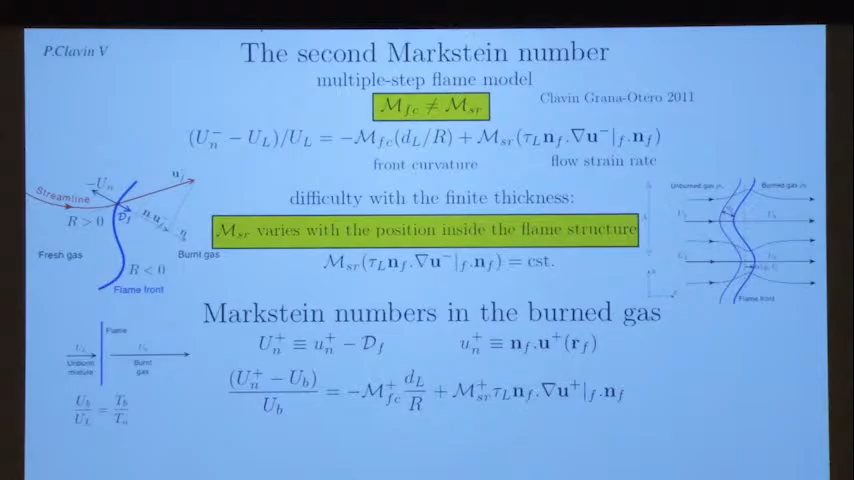 P.Clavin V
The second Markstein number
multiple-step flame model
ℳ_fc ≠ ℳ_sr
Clavin Grana-Otero 2011
(U_n^- − U_L)/U_L = −ℳ_fc(d_L/R) + ℳ_sr(τ_L n_f.∇u^-|_f.n_f)
front curvature
flow strain rate
difficulty with the finite thickness:
ℳ_sr varies with the position inside the flame structure
ℳ_sr(τ_L n_f.∇u^-|_f.n_f) = cst.
Streamline
−U_n
u_f
R > 0
D_f
Fresh gas
Burnt gas
R < 0
Flame front
Unburned gas
Burned gas
Flame front
Markstein numbers in the burned gas
U_n^+ ≡ u_n^+ − D_f
u_n^+ ≡ n_f.u^+(r_f)
(U_n^+ − U_b)/U_b = −ℳ_fc^+ d_L/R + ℳ_sr^+ τ_L n_f.∇u^+|_f.n_f
Flame
U_L
U_b
Unburnt mixture
Burnt gas
U_b/U_L = T_b/T_u